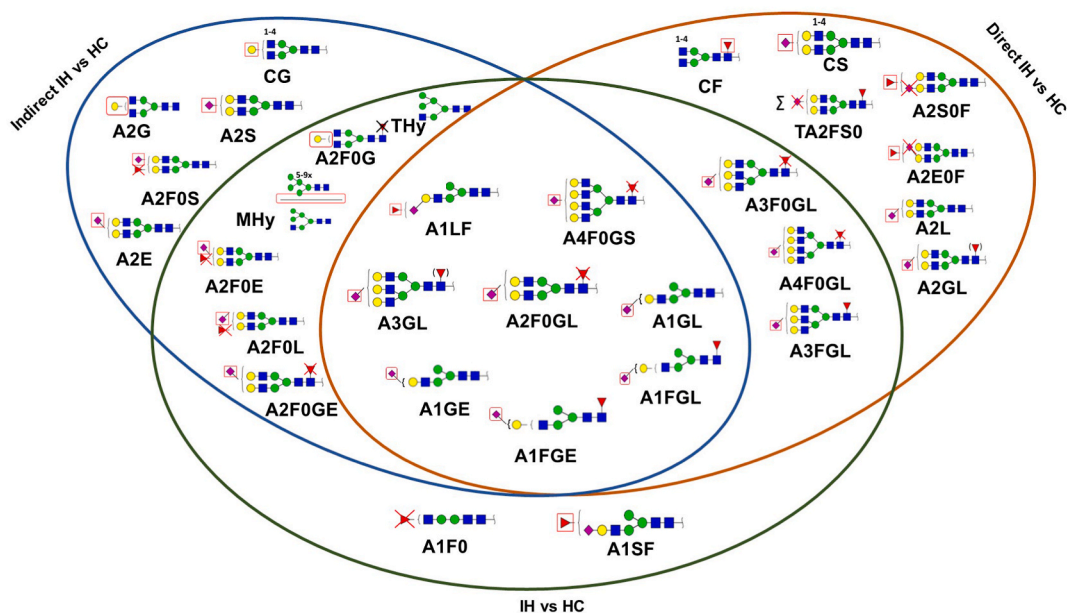 Indirect IH vs HC
Direct IH vs HC
1-4
CG
1-4
CF
1-4
CS
A2G
A2S
THy
A2F0G
Σ
TA2FS0
A2S0F
A2F0S
5-9x
MHy
A2E0F
A3F0GL
A2E
A1LF
A4F0GS
A2L
A2F0E
A4F0GL
A2GL
( )
A3GL
( )
A2F0GL
A1GL
A2F0L
A3FGL
A2F0GE
A1GE
A1FGL
A1FGE
A1F0
A1SF
IH vs HC